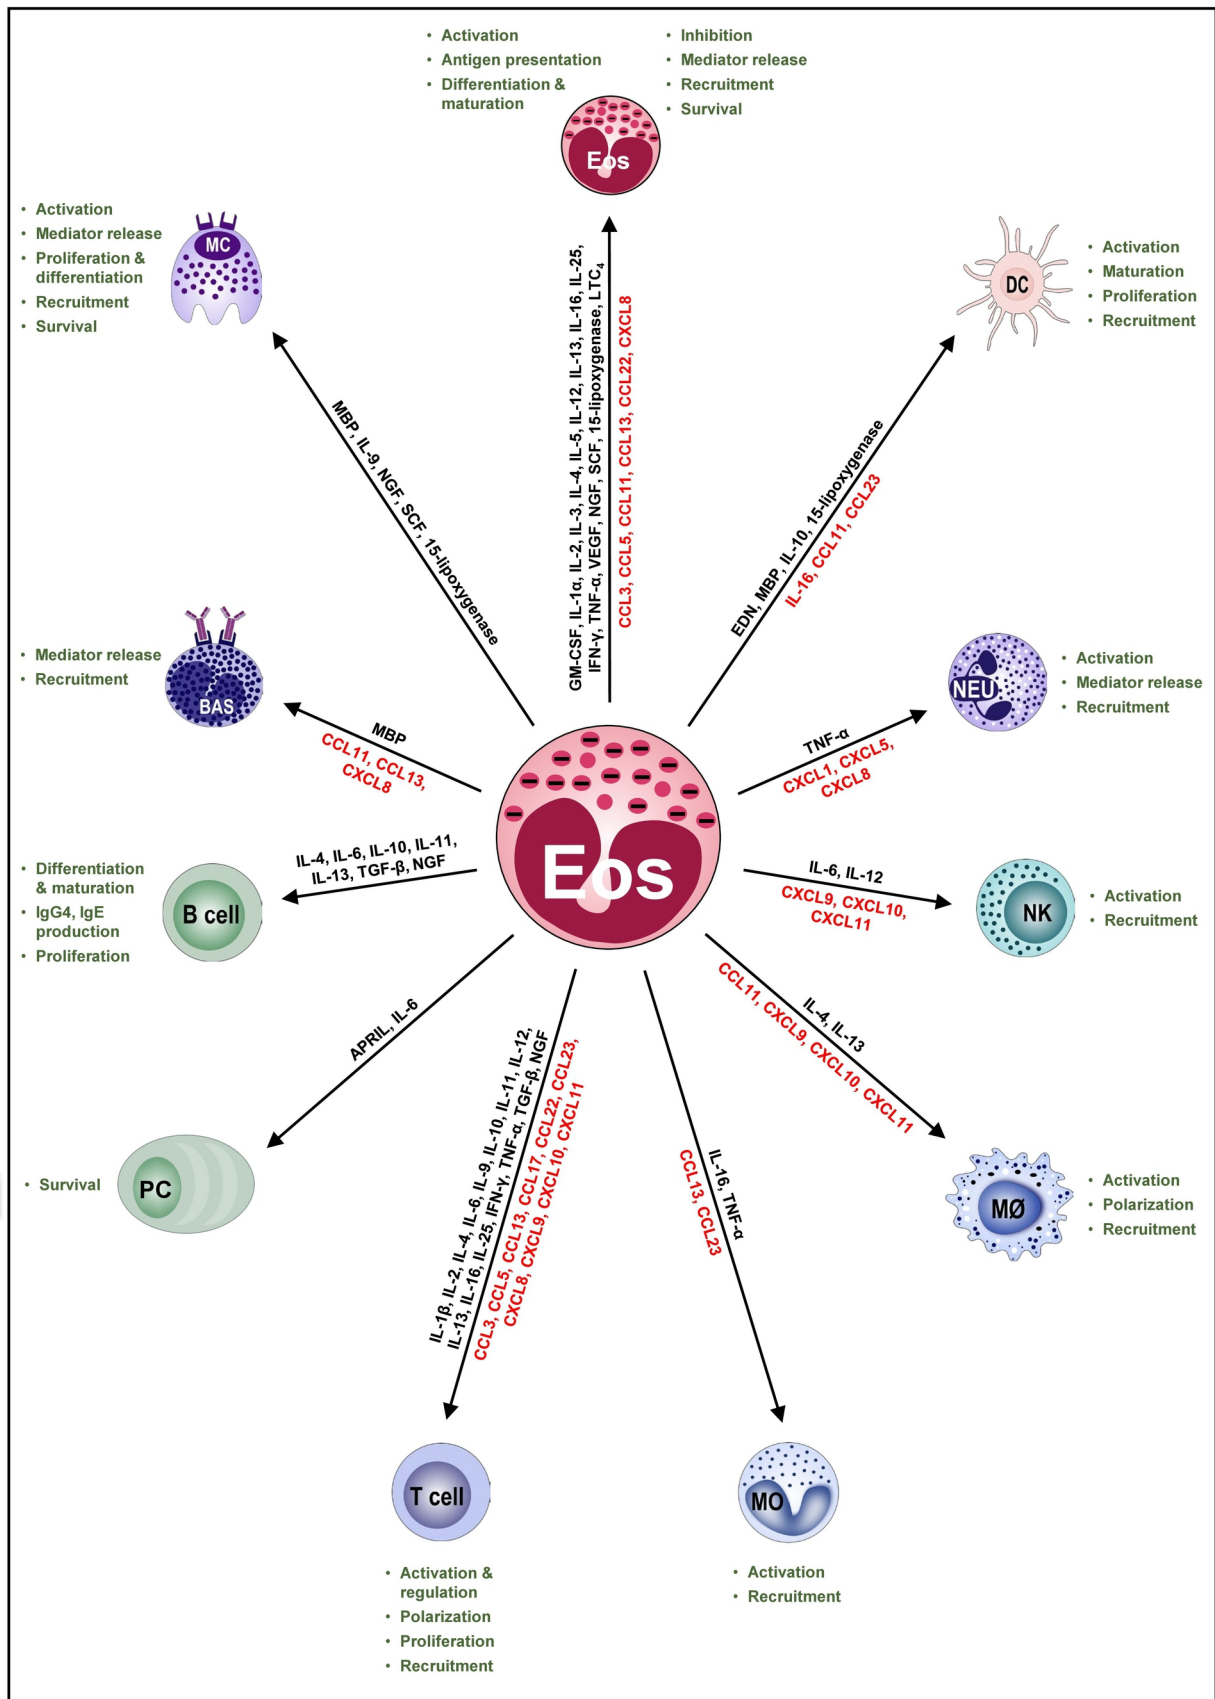 • Activation
• Antigen presentation
• Differentiation &
maturation
• Inhibition
• Mediator release
• Recruitment
• Survival
Eos
• Activation
• Mediator release
• Proliferation &
differentiation
• Recruitment
• Survival
MC
DC
• Activation
• Maturation
• Proliferation
• Recruitment
MBP, IL-9, NGF, SCF, 15-lipoxygenase
GM-CSF, IL-1α, IL-2, IL-3, IL-4, IL-5, IL-12, IL-13, IL-16, IL-25,
IFN-γ, TNF-α, VEGF, NGF, SCF, 15-lipoxygenase, LTC₄
CCL3, CCL5, CCL11, CCL13, CCL22, CXCL8
EDN, MBP, IL-10, 15-lipoxygenase
IL-16, CCL11, CCL23
• Mediator release
• Recruitment
BAS
MBP
CCL11, CCL13,
CXCL8
TNF-α
CXCL1, CXCL5,
CXCL8
NEU
• Activation
• Mediator release
• Recruitment
Eos
• Differentiation
& maturation
• IgG4, IgE
production
• Proliferation
B cell
IL-4, IL-6, IL-10, IL-11,
IL-13, TGF-β, NGF
IL-6, IL-12
CXCL9, CXCL10,
CXCL11
NK
• Activation
• Recruitment
APRIL, IL-6
• Survival
PC
IL-4, IL-13
CCL11, CXCL9, CXCL10, CXCL11
MØ
• Activation
• Polarization
• Recruitment
IL-1β, IL-2, IL-4, IL-6, IL-9, IL-10, IL-11, IL-12,
IL-13, IL-16, IL-25, IFN-γ, TNF-α, TGF-β, NGF
CCL3, CCL5, CCL13, CCL17, CCL22, CCL23,
CXCL8, CXCL9, CXCL10, CXCL11
IL-16, TNF-α
CCL13, CCL23
T cell
• Activation &
regulation
• Polarization
• Proliferation
• Recruitment
MO
• Activation
• Recruitment